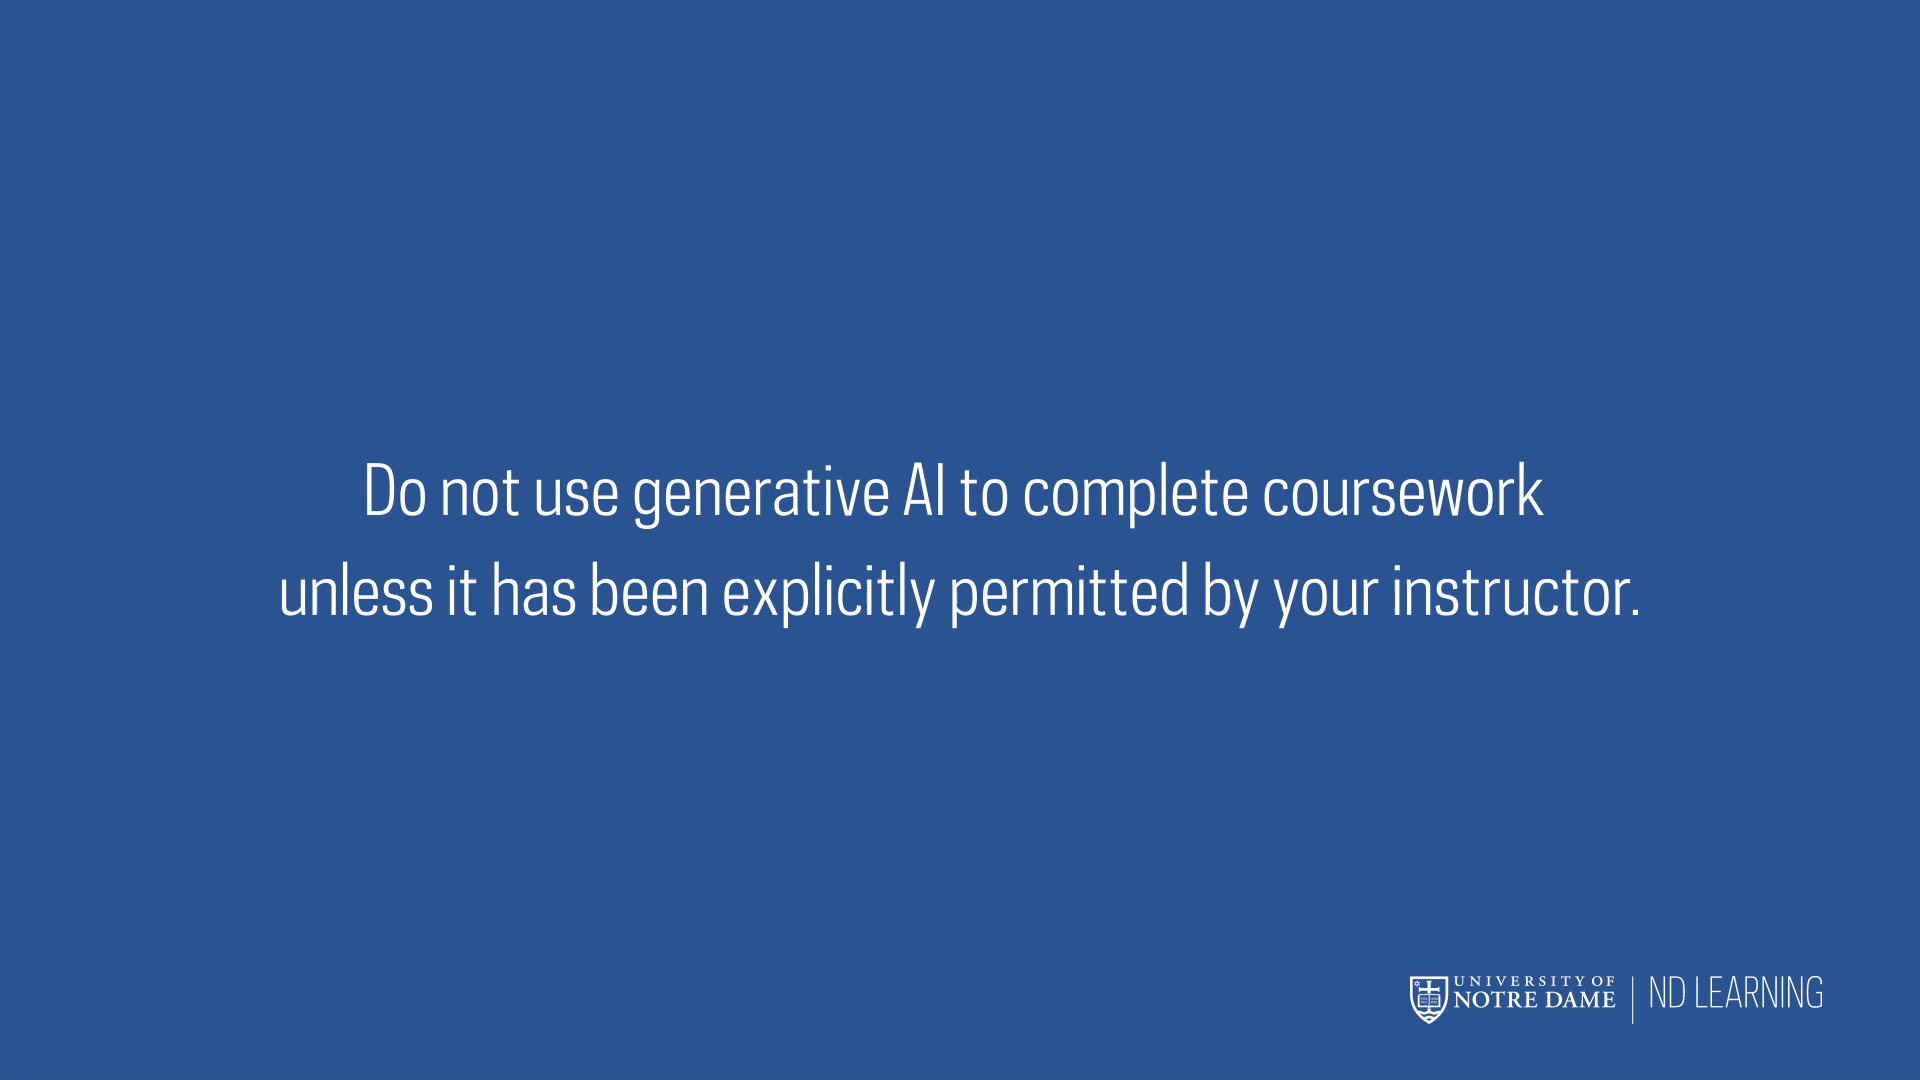 Do not use generative AI to complete coursework
unless it has been explicitly permitted by your instructor.
UNIVERSITY OF
NOTRE DAME
ND LEARNING